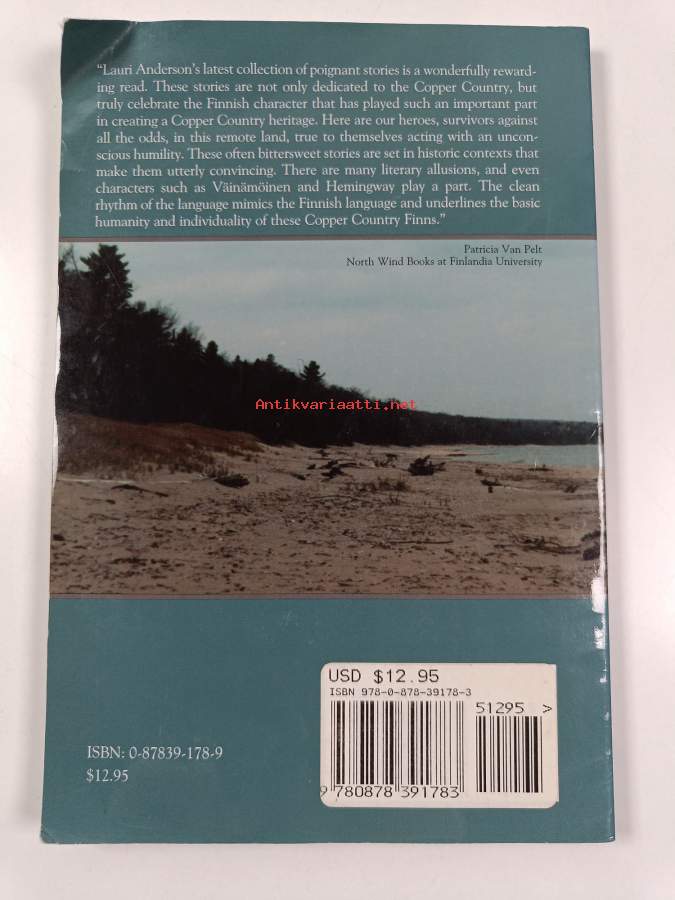 “Lauri Anderson’s latest collection of poignant stories is a wonderfully reward-
ing read. These stories are not only dedicated to the Copper Country, but
truly celebrate the Finnish character that has played such an important part
in creating a Copper Country heritage. Here are our heroes, survivors against
all the odds, in this remote land, true to themselves acting with an uncon-
scious humility. These often bittersweet stories are set in historic contexts that
make them utterly convincing. There are many literary allusions, and even
characters such as Väinämöinen and Hemingway play a part. The clean
rhythm of the language mimics the Finnish language and underlines the basic
humanity and individuality of these Copper Country Finns.”
Patricia Van Pelt
North Wind Books at Finlandia University
Antikvariaatti.net
USD $12.95
ISBN 978-0-878-39178-3
51295 >
9 780878 391783
ISBN: 0-87839-178-9
$12.95